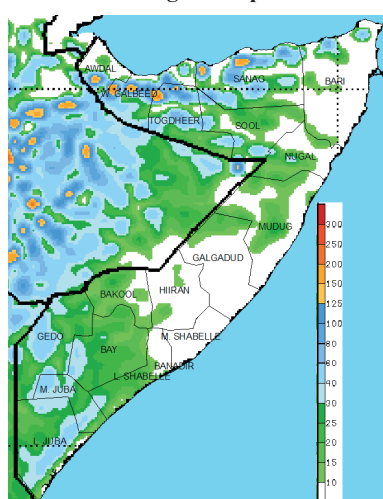 AWDAL
SANAG
BARI
W. GALBEED
TOGDHEER
SOOL
NUGAL
MUDUG
GALGADUD
BAKOOL
HIIRAN
GEDO
M. SHABELLE
BAY
BANADIR
L. SHABELLE
M. JUBA
L. JUBA
300
250
200
150
125
100
80
60
40
30
25
20
15
10